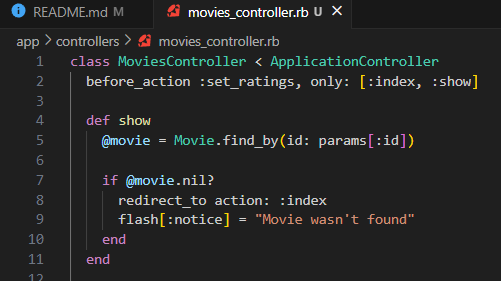 README.md M movies_controller.rb U ×
app > controllers > movies_controller.rb
1 class MoviesController < ApplicationController
2 before_action :set_ratings, only: [:index, :show]
3
4 def show
5 @movie = Movie.find_by(id: params[:id])
6
7 if @movie.nil?
8 redirect_to action: :index
9 flash[:notice] = "Movie wasn't found"
10 end
11 end
12